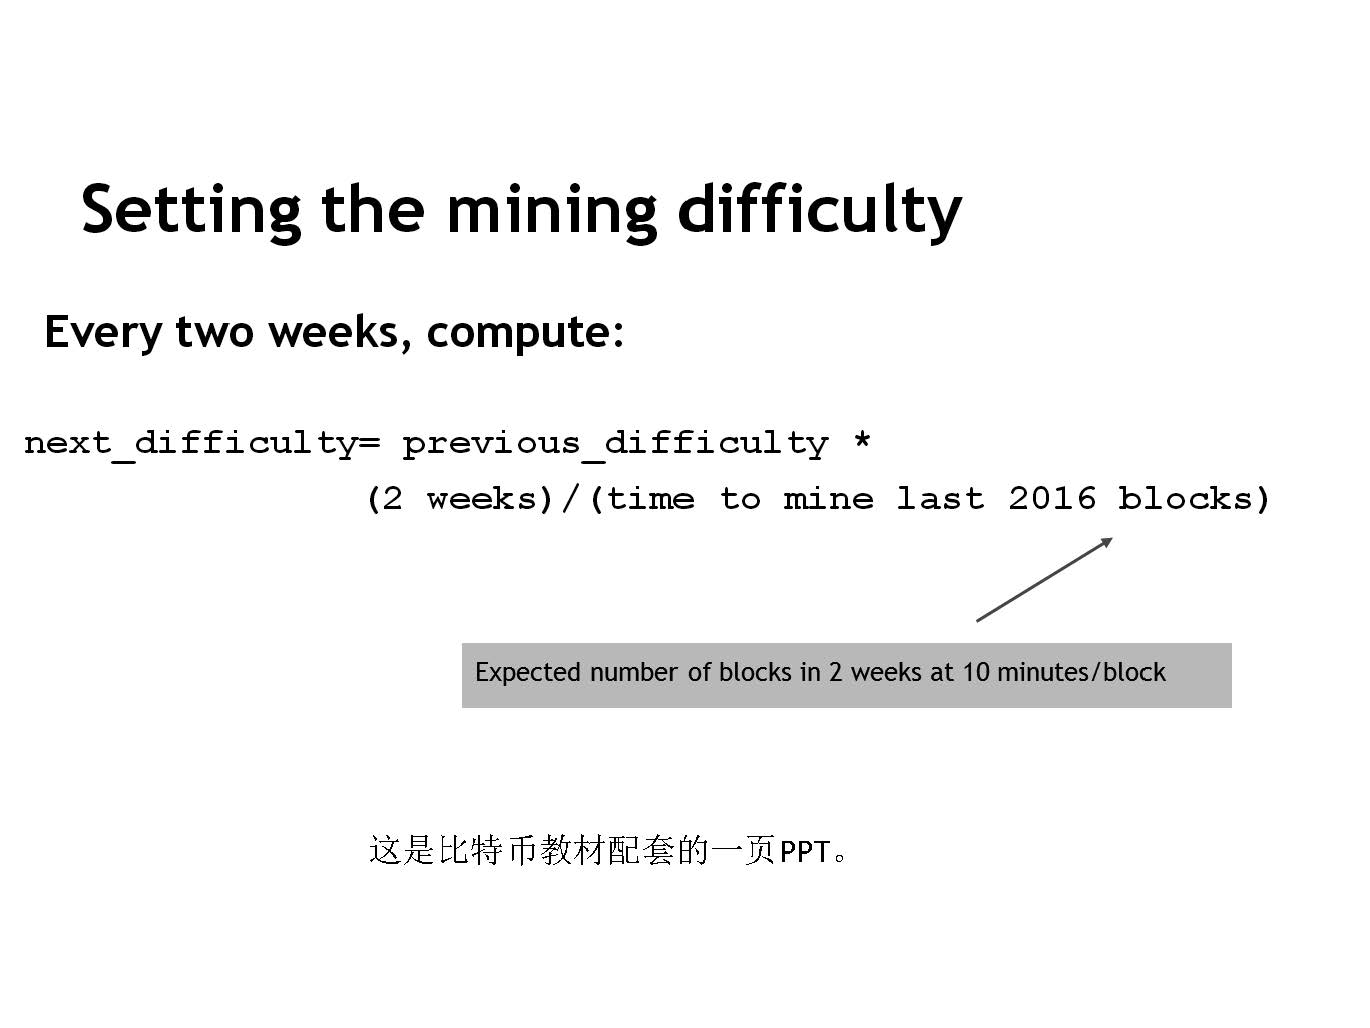 Setting the mining difficulty
Every two weeks, compute:
next_difficulty= previous_difficulty *
(2 weeks)/(time to mine last 2016 blocks)
Expected number of blocks in 2 weeks at 10 minutes/block
这是比特币教材配套的一页PPT。